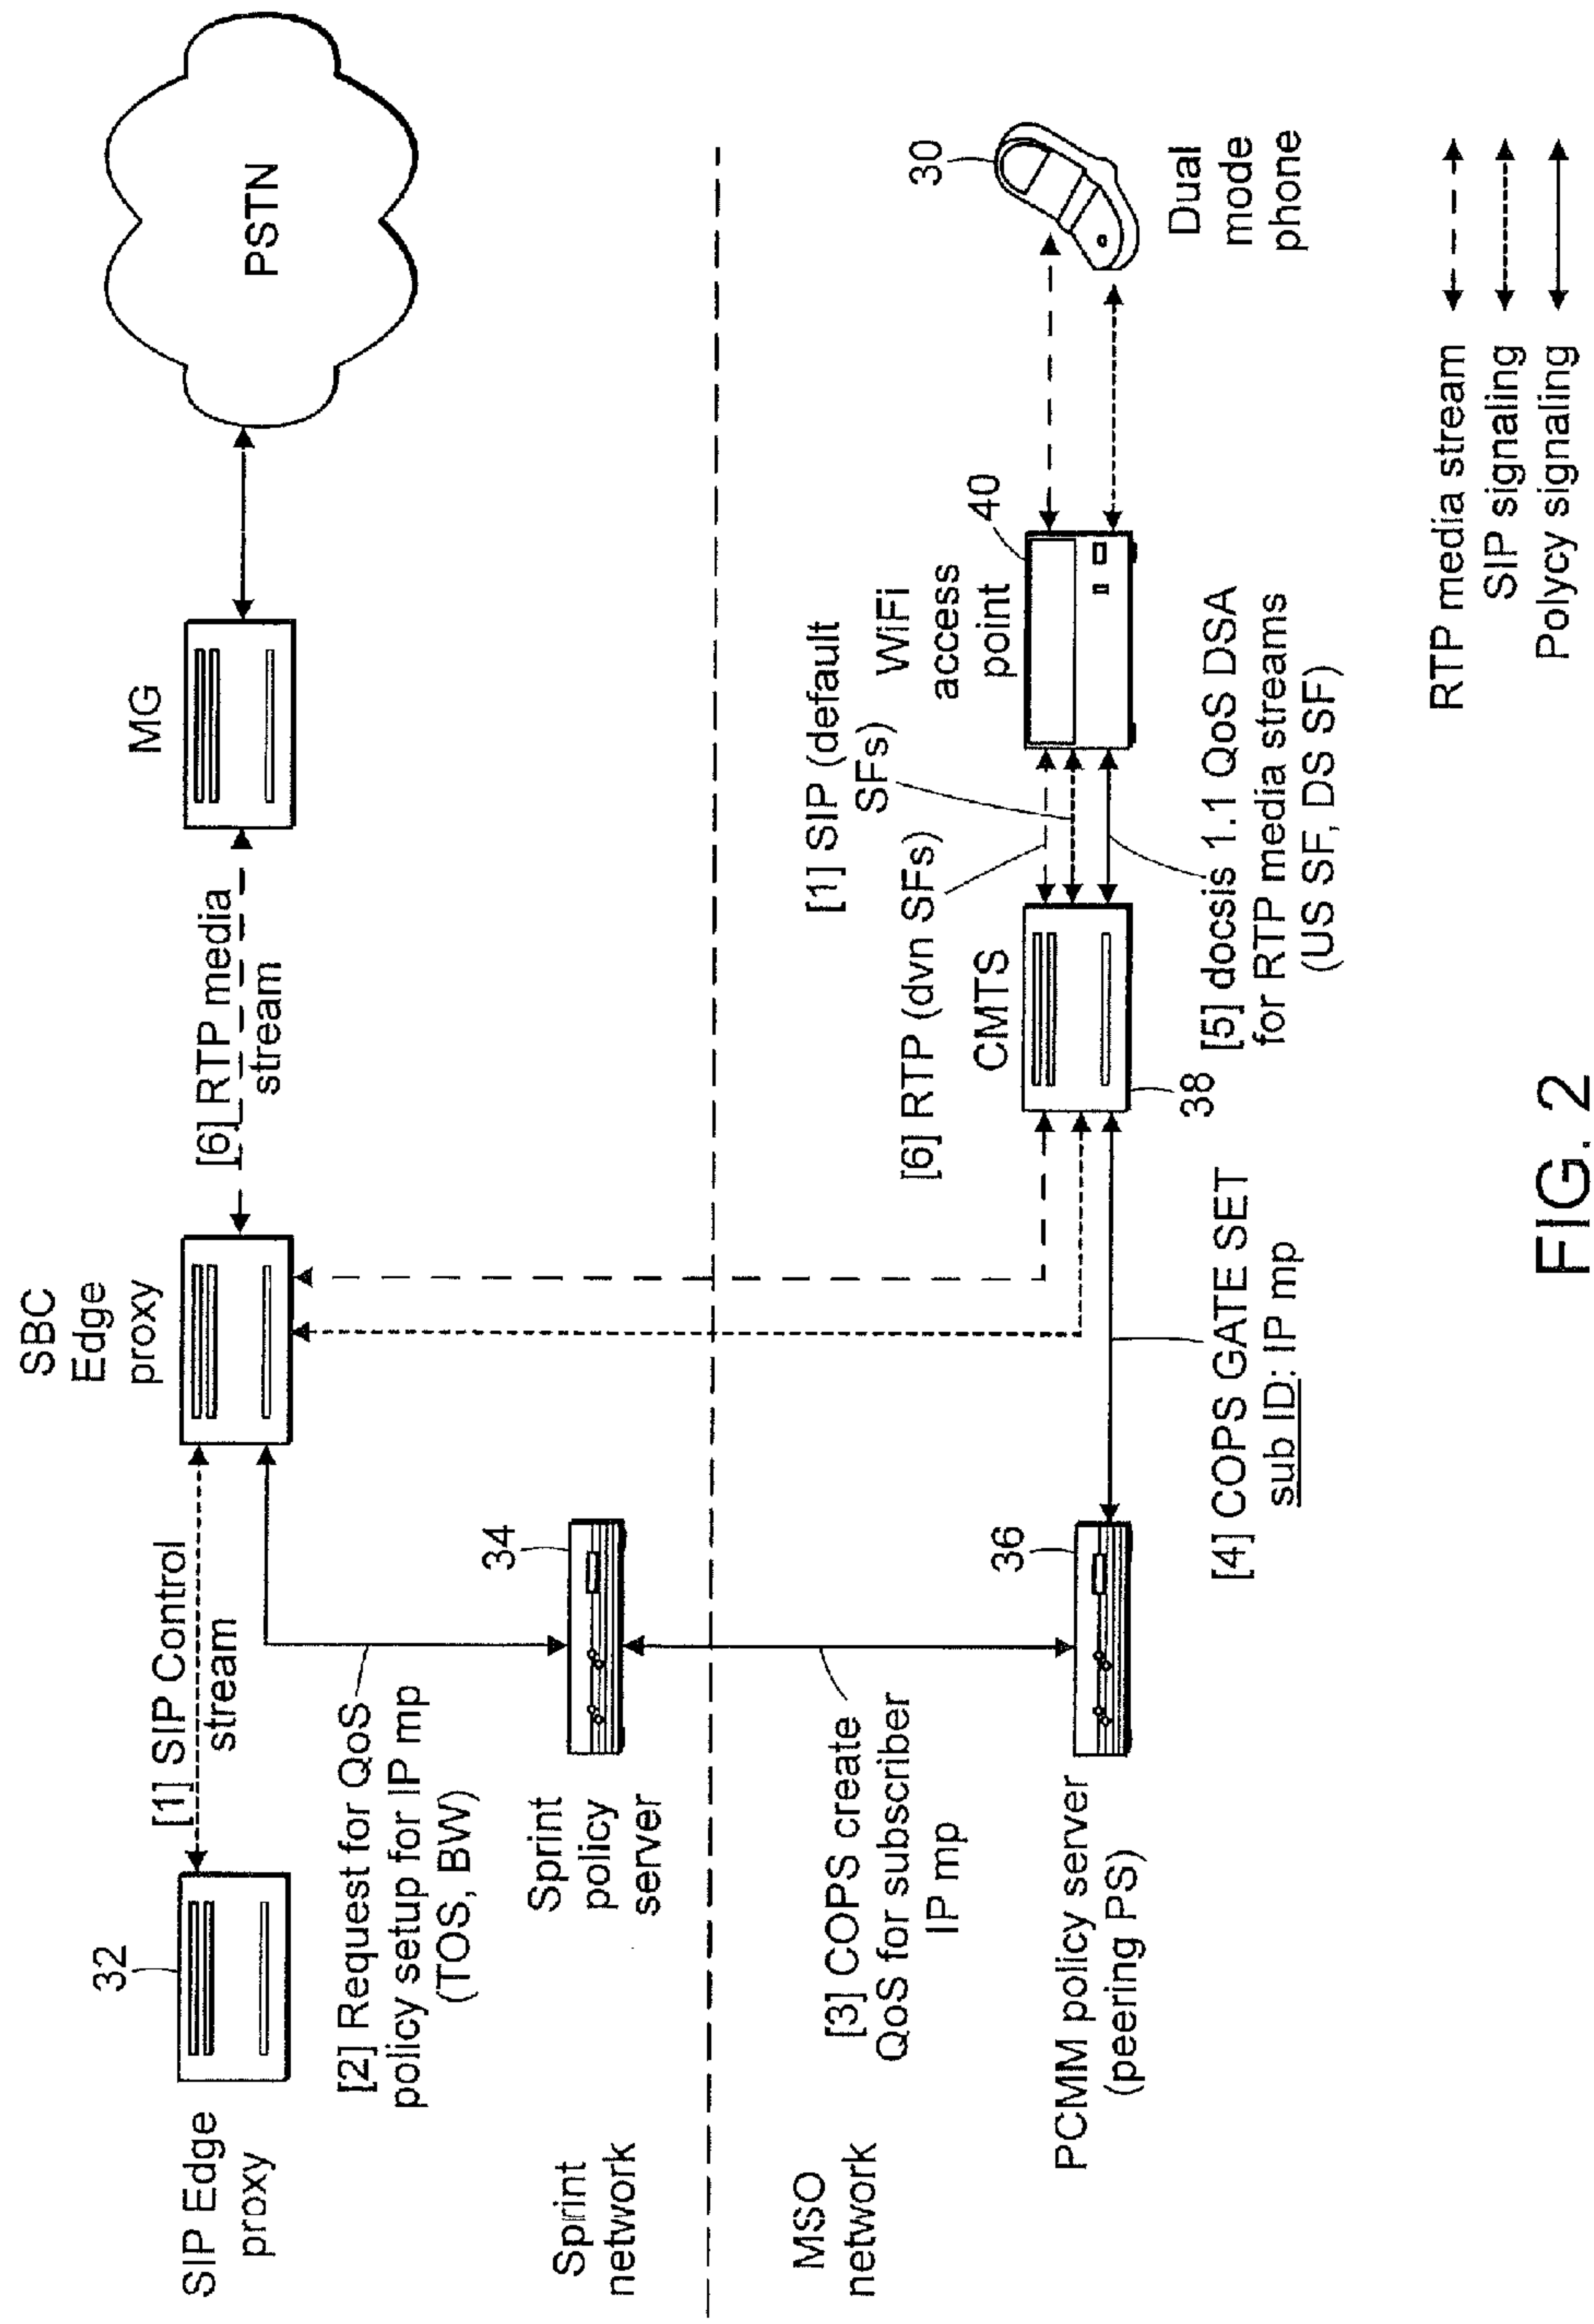 SIP Edge
proxy
32
[1] SIP Control
stream
SBC
Edge
proxy
[6] RTP media
stream
MG
PSTN
[2] Request for QoS
policy setup for IP mp
(TOS, BW)
34
Sprint
policy
server
Sprint
network
MSO
network
[3] COPS create
QoS for subscriber
IP mp
36
PCMM policy server
(peering PS)
[4] COPS GATE SET
sub ID: IP mp
[6] RTP (dvn SFs)
[1] SIP (default
SFs)
CMTS
38
[5] docsis 1.1 QoS DSA
for RTP media streams
(US SF, DS SF)
WiFi
access
point
40
30
Dual
mode
phone
RTP media stream
SIP signaling
Polycy signaling
FIG. 2